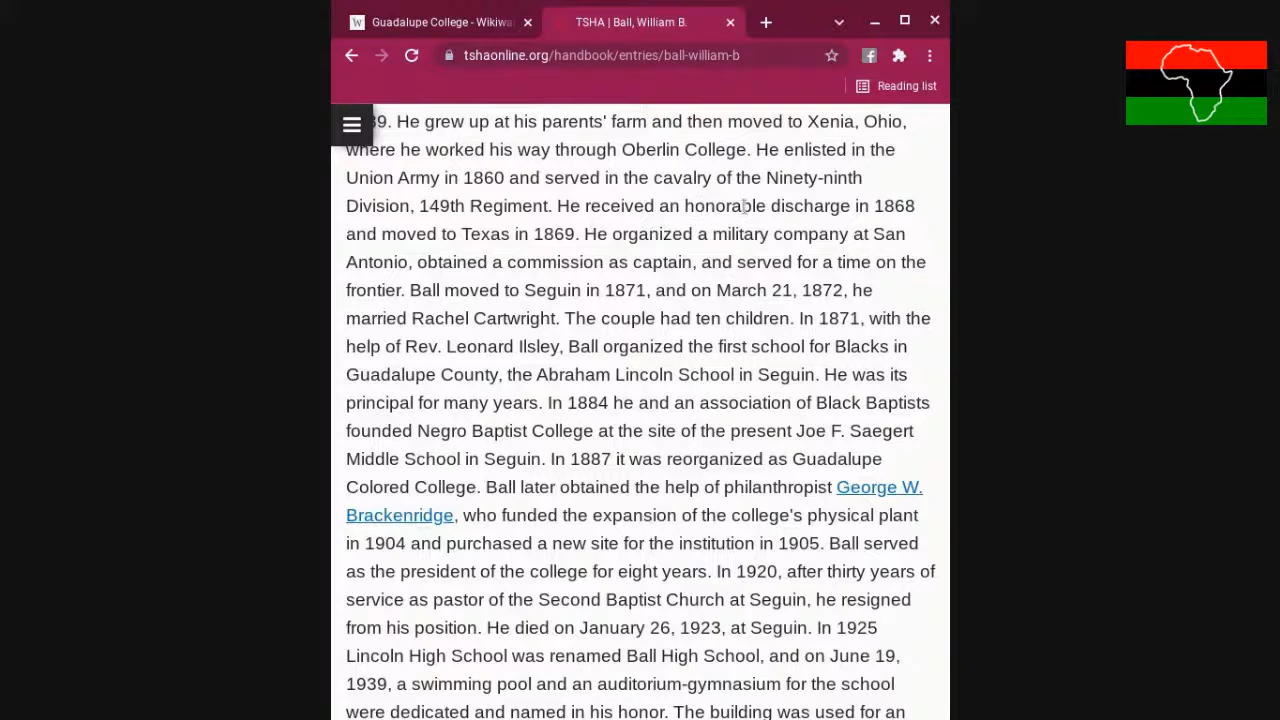 Guadalupe College - Wikiwa
TSHA | Ball, William B.
tshaonline.org/handbook/entries/ball-william-b
Reading list
39. He grew up at his parents' farm and then moved to Xenia, Ohio,
where he worked his way through Oberlin College. He enlisted in the
Union Army in 1860 and served in the cavalry of the Ninety-ninth
Division, 149th Regiment. He received an honorable discharge in 1868
and moved to Texas in 1869. He organized a military company at San
Antonio, obtained a commission as captain, and served for a time on the
frontier. Ball moved to Seguin in 1871, and on March 21, 1872, he
married Rachel Cartwright. The couple had ten children. In 1871, with the
help of Rev. Leonard Ilsley, Ball organized the first school for Blacks in
Guadalupe County, the Abraham Lincoln School in Seguin. He was its
principal for many years. In 1884 he and an association of Black Baptists
founded Negro Baptist College at the site of the present Joe F. Saegert
Middle School in Seguin. In 1887 it was reorganized as Guadalupe
Colored College. Ball later obtained the help of philanthropist George W.
Brackenridge, who funded the expansion of the college's physical plant
in 1904 and purchased a new site for the institution in 1905. Ball served
as the president of the college for eight years. In 1920, after thirty years of
service as pastor of the Second Baptist Church at Seguin, he resigned
from his position. He died on January 26, 1923, at Seguin. In 1925
Lincoln High School was renamed Ball High School, and on June 19,
1939, a swimming pool and an auditorium-gymnasium for the school
were dedicated and named in his honor. The building was used for an